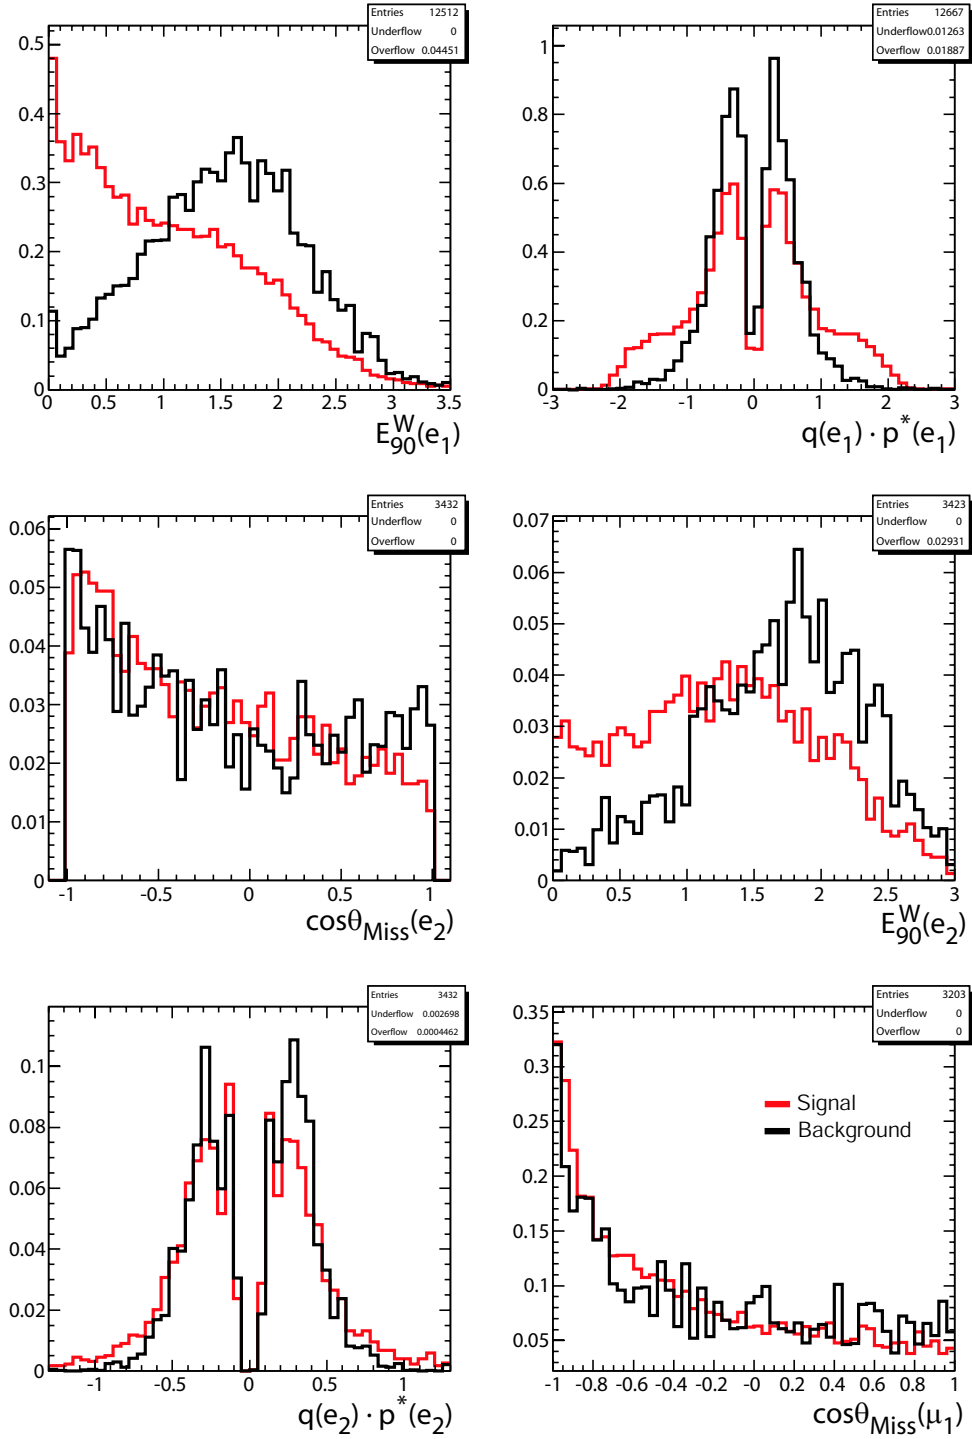 Entries 12512
Underflow 0
Overflow 0.04451
0.5
0.4
0.3
0.2
0.1
0
0 0.5 1 1.5 2 2.5 3 3.5
E_90^W(e_1)
Entries 12667
Underflow0.01263
Overflow 0.01887
1
0.8
0.6
0.4
0.2
0
-3 -2 -1 0 1 2 3
q(e_1) · p^*(e_1)
Entries 3432
Underflow 0
Overflow 0
0.06
0.05
0.04
0.03
0.02
0.01
0
-1 -0.5 0 0.5 1
cosθ_Miss(e_2)
Entries 3423
Underflow 0
Overflow 0.02931
0.07
0.06
0.05
0.04
0.03
0.02
0.01
0
0 0.5 1 1.5 2 2.5 3
E_90^W(e_2)
Entries 3432
Underflow 0.002698
Overflow 0.0004462
0.1
0.08
0.06
0.04
0.02
0
-1 -0.5 0 0.5 1
q(e_2) · p^*(e_2)
Entries 3203
Underflow 0
Overflow 0
0.35
0.3
0.25
0.2
0.15
0.1
0.05
Signal
Background
-1 -0.8 -0.6 -0.4 -0.2 -0 0.2 0.4 0.6 0.8 1
cosθ_Miss(μ_1)